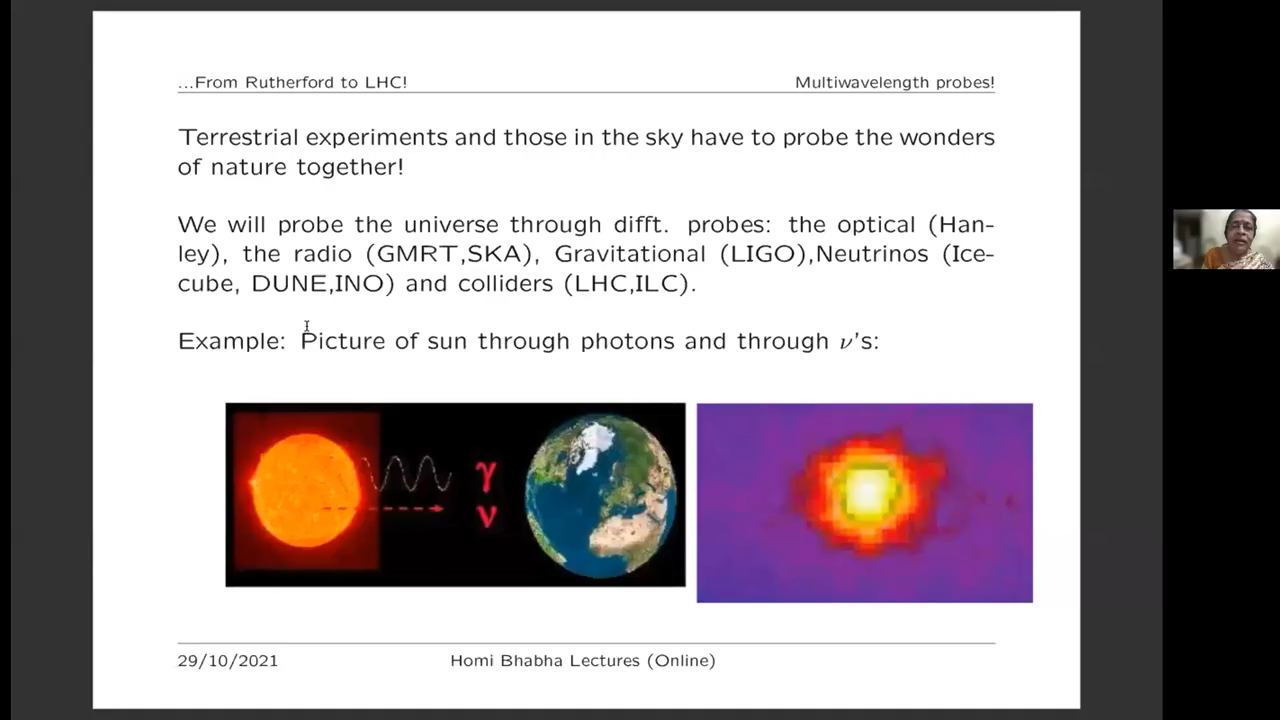 ...From Rutherford to LHC! Multiwavelength probes!
Terrestrial experiments and those in the sky have to probe the wonders
of nature together!
We will probe the universe through difft. probes: the optical (Han-
ley), the radio (GMRT,SKA), Gravitational (LIGO),Neutrinos (Ice-
cube, DUNE,INO) and colliders (LHC,ILC).
Example: Picture of sun through photons and through ν's:
γ
ν
29/10/2021 Homi Bhabha Lectures (Online)